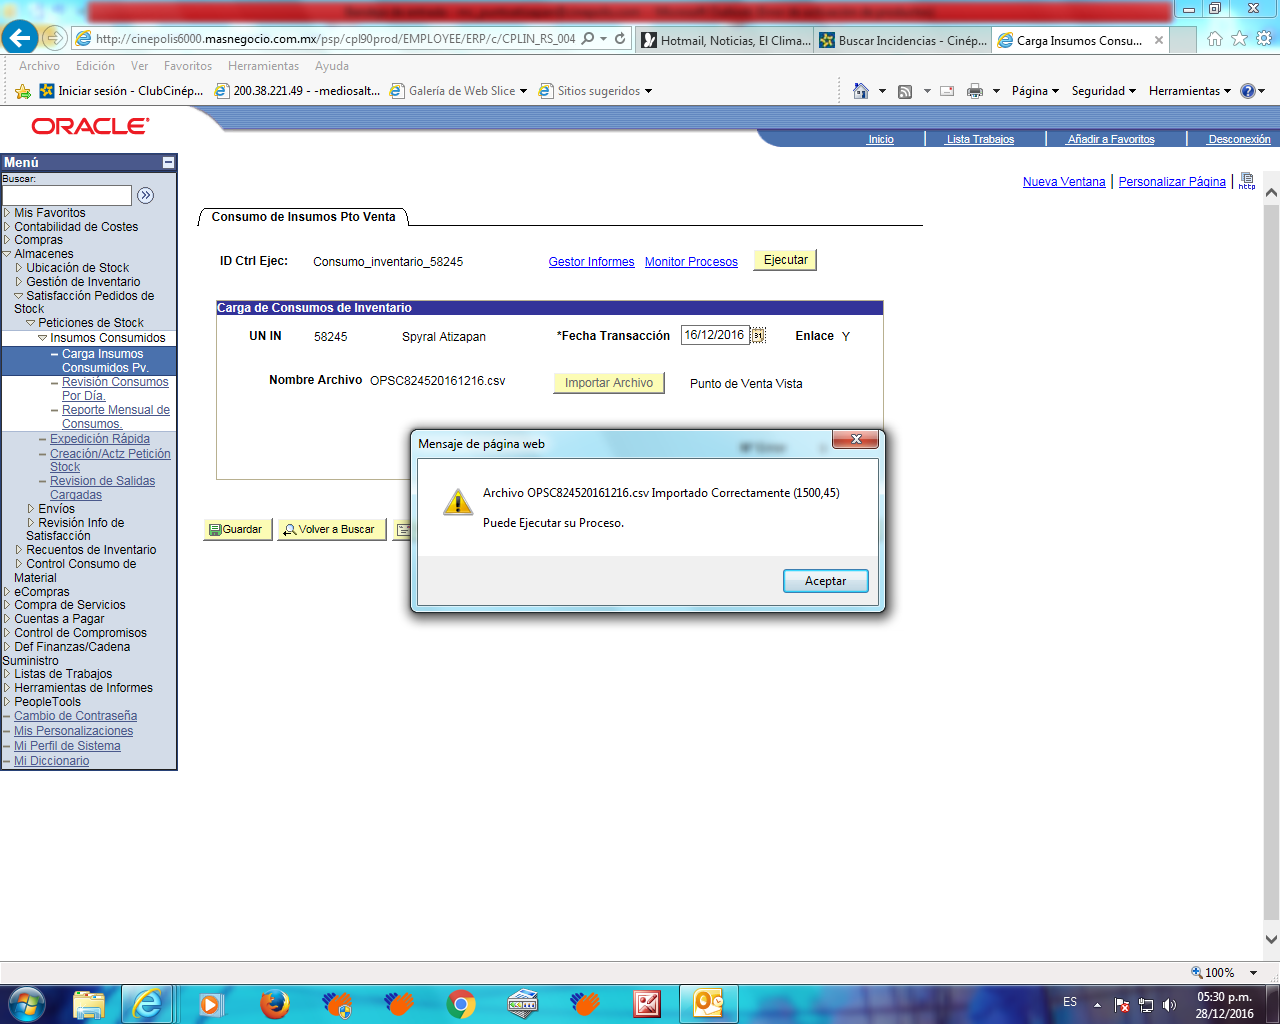 http://cinepolis6000.masnegocio.com.mx/psp/cpl90prod/EMPLOYEE/ERP/c/CPLIN_RS_004
Hotmail, Noticias, El Clima...
Buscar Incidencias - Cinép...
Carga Insumos Consu...
Archivo Edición Ver Favoritos Herramientas Ayuda
Iniciar sesión - ClubCinép...
200.38.221.49 - -mediosalt...
Galería de Web Slice
Sitios sugeridos
Página Seguridad Herramientas
ORACLE
Inicio Lista Trabajos Añadir a Favoritos Desconexión
Menú
Buscar:
Mis Favoritos
Contabilidad de Costes
Compras
Almacenes
Ubicación de Stock
Gestión de Inventario
Satisfacción Pedidos de
Stock
Peticiones de Stock
Insumos Consumidos
Carga Insumos
Consumidos Pv.
Revisión Consumos
Por Día.
Reporte Mensual de
Consumos.
Expedición Rápida
Creación/Actz Petición
Stock
Revision de Salidas
Cargadas
Envíos
Revisión Info de
Satisfacción
Recuentos de Inventario
Control Consumo de
Material
eCompras
Compra de Servicios
Cuentas a Pagar
Control de Compromisos
Def Finanzas/Cadena
Suministro
Listas de Trabajos
Herramientas de Informes
PeopleTools
Cambio de Contraseña
Mis Personalizaciones
Mi Perfil de Sistema
Mi Diccionario
Nueva Ventana Personalizar Página http
Consumo de Insumos Pto Venta
ID Ctrl Ejec: Consumo_inventario_58245 Gestor Informes Monitor Procesos Ejecutar
Carga de Consumos de Inventario
UN IN 58245 Spyral Atizapan *Fecha Transacción 16/12/2016 31 Enlace Y
Nombre Archivo OPSC824520161216.csv Importar Archivo Punto de Venta Vista
Mensaje de página web
Archivo OPSC824520161216.csv Importado Correctamente (1500,45)
Puede Ejecutar su Proceso.
Aceptar
Guardar Volver a Buscar
100%
ES
05:30 p.m.
28/12/2016